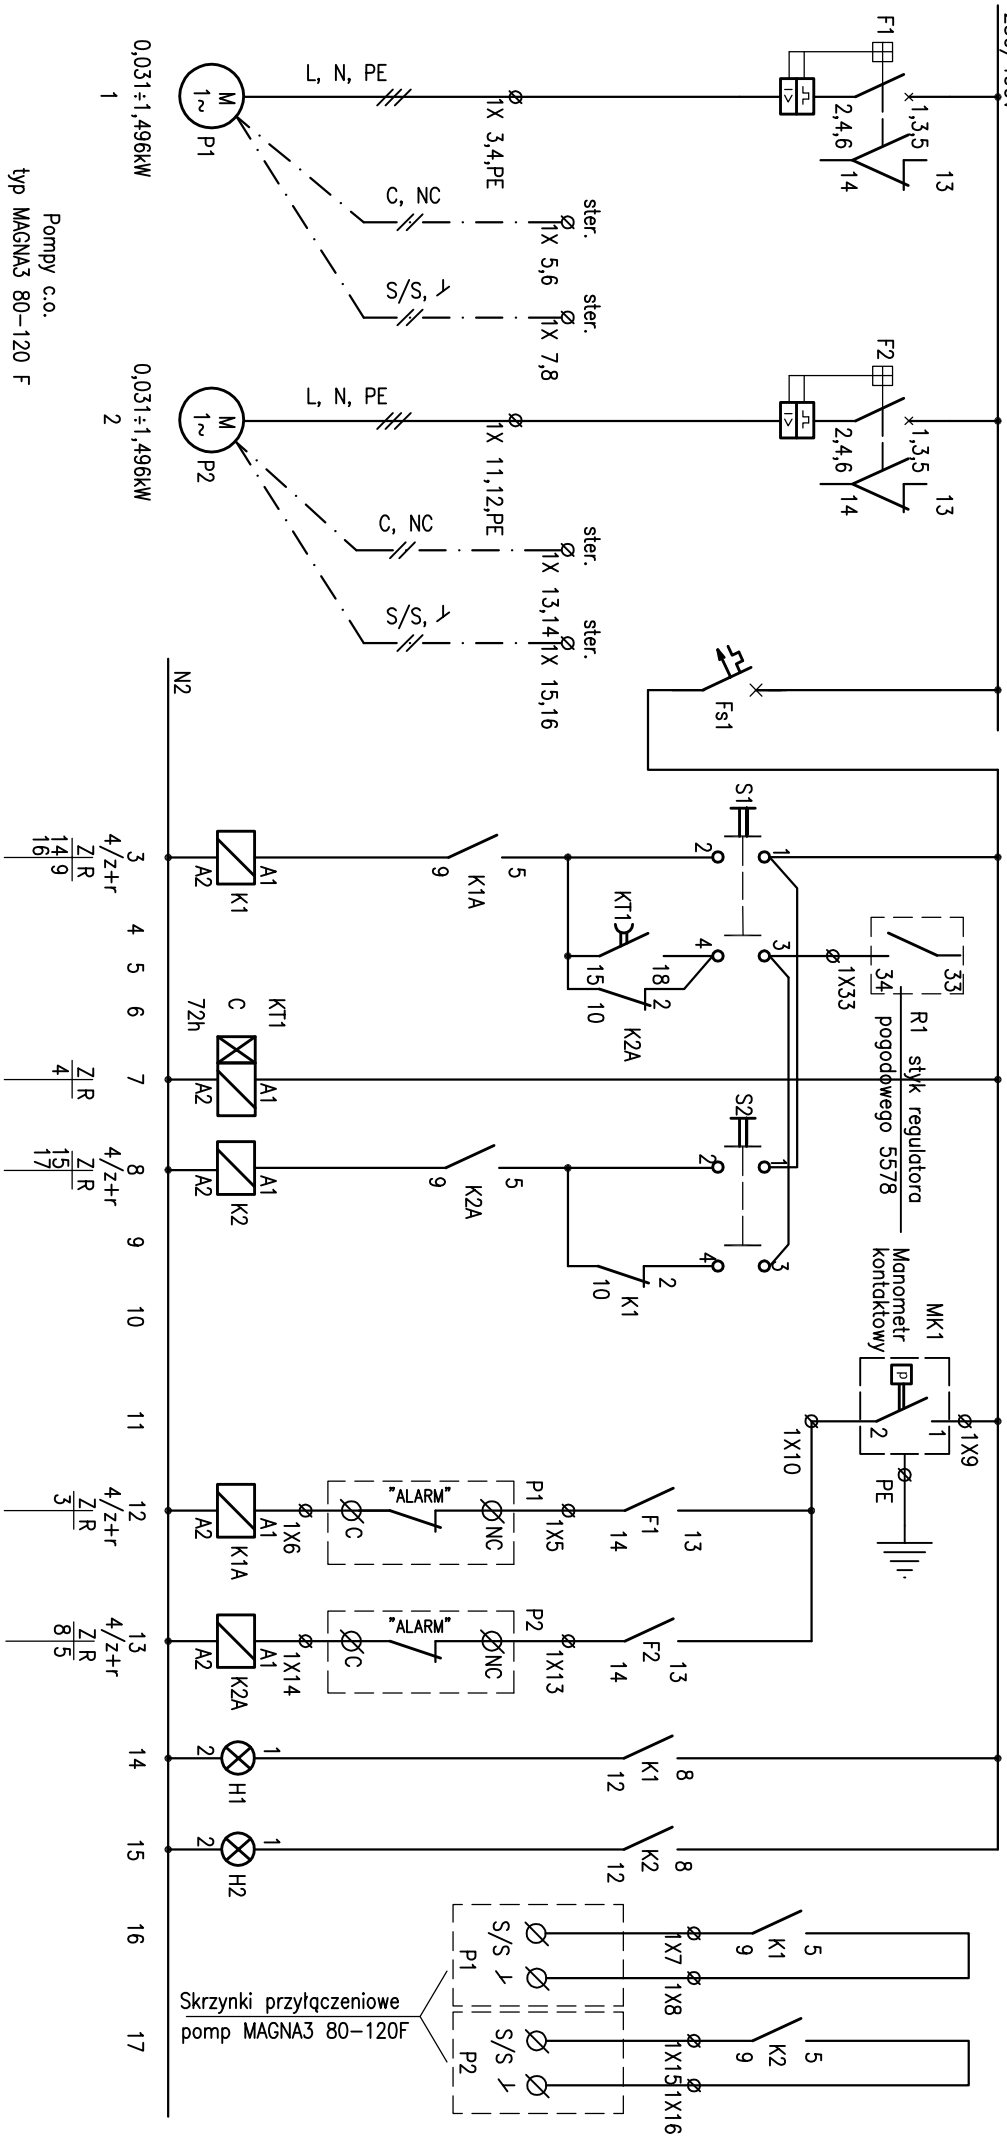 F1
1,3,5
2,4,6
13
14
L, N, PE
1X 3,4,PE
M
1~
P1
0,031÷1,496kW
1
C, NC
ster.
1X 5,6
S/S,
ster.
1X 7,8
Pompy c.o.
typ MAGNA3 80-120 F
F2
1,3,5
2,4,6
13
14
L, N, PE
1X 11,12,PE
M
1~
P2
0,031÷1,496kW
2
C, NC
ster.
1X 13,14
S/S,
ster.
1X 15,16
Fs1
N2
S1
1
2
3
4
K1A
5
9
A1
A2
K1
3
4/z+r
Z R
14 9
16
KT1
18
15
K2A
2
10
4
5
6
33
34
1X33
R1 styk regulatora
pogodowego 5578
KT1
C
72h
A1
A2
7
Z R
4
S2
1
2
3
4
K2A
5
9
A1
A2
K2
8
4/z+r
Z R
15
17
K1
2
10
9
10
MK1
Manometr
kontaktowy
p
1
2
1X9
1X10
PE
11
F1
13
14
1X5
P1
NC
"ALARM"
C
1X6
A1
A2
K1A
12
4/z+r
Z R
3
F2
13
14
1X13
P2
NC
"ALARM"
C
1X14
A1
A2
K2A
13
4/z+r
Z R
8 5
K1
8
12
1
2
H1
14
K2
8
12
1
2
H2
15
K1
5
9
1X7
1X8
S/S
P1
16
K2
5
9
1X15
1X16
S/S
P2
17
Skrzynki przyłączeniowe
pomp MAGNA3 80-120F